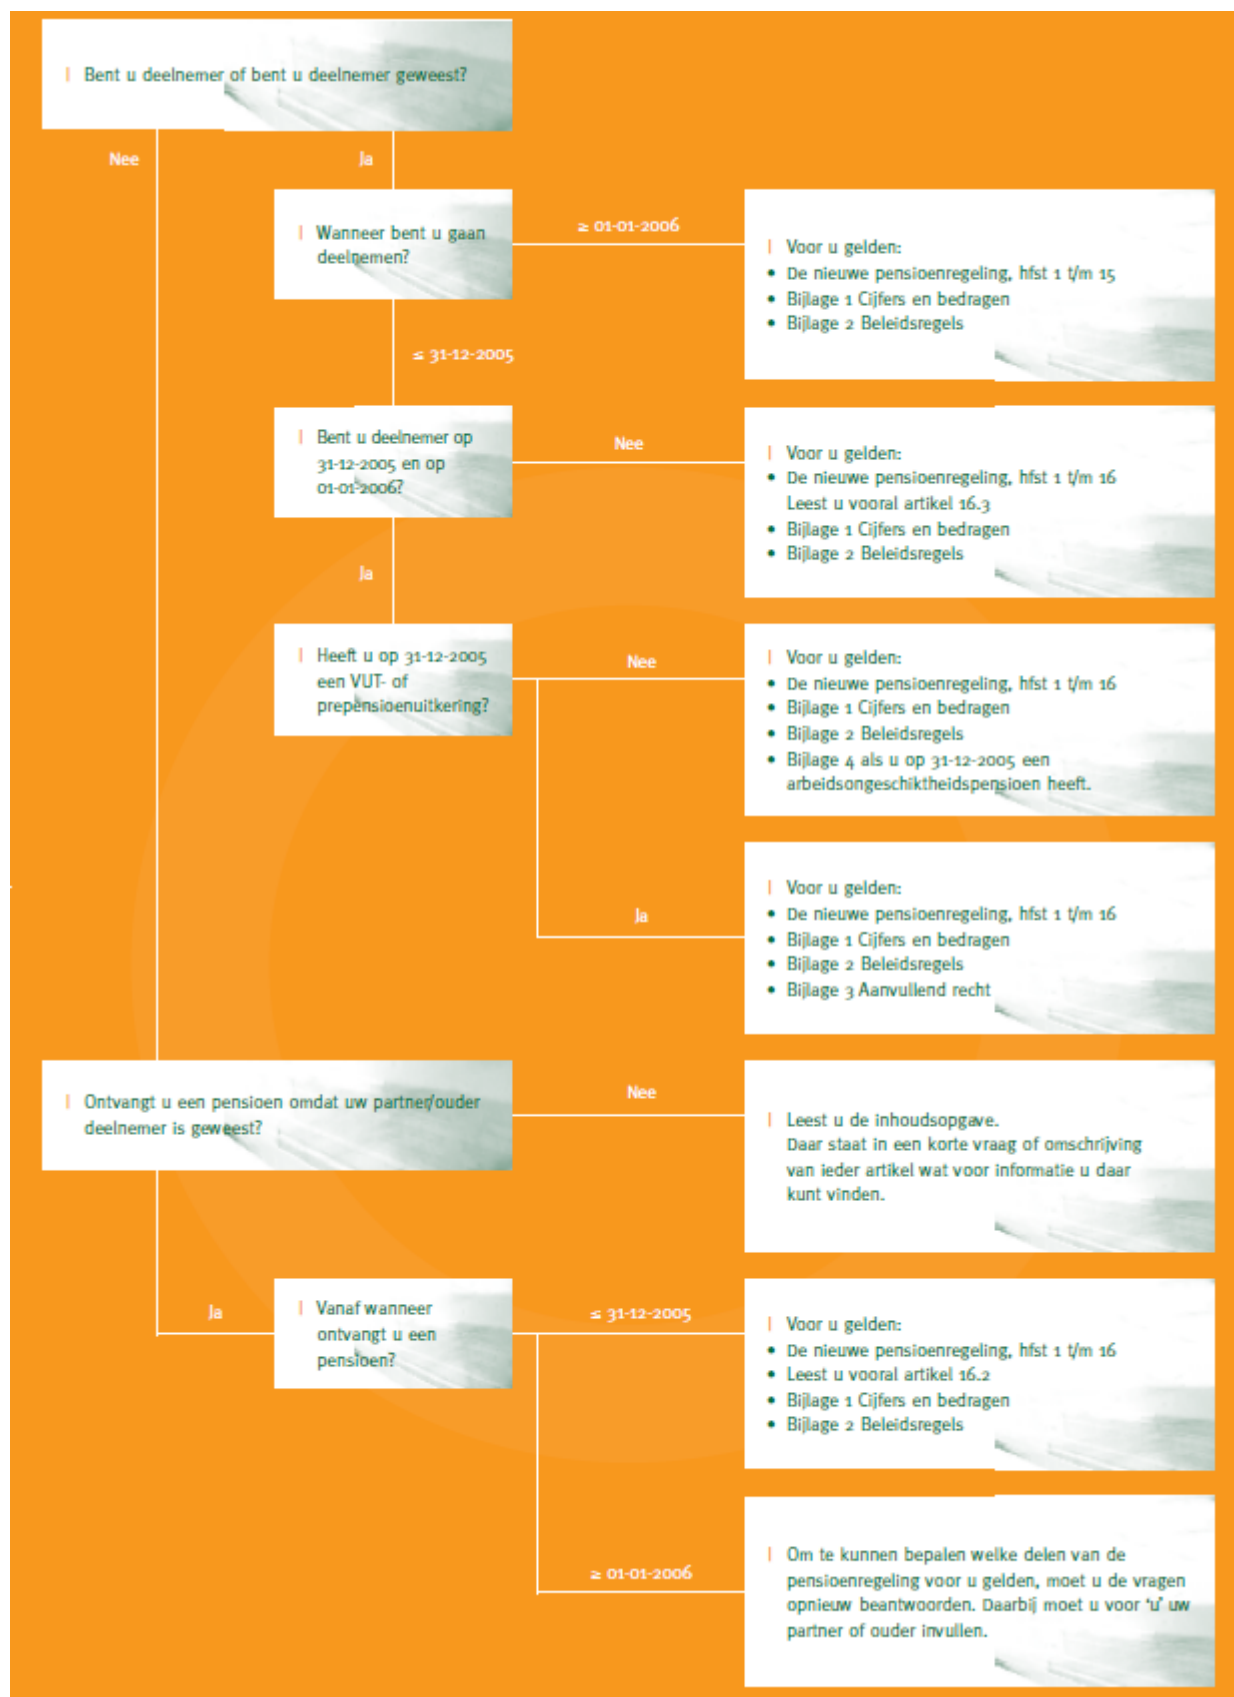 Bent u deelnemer of bent u deelnemer geweest?
Nee
Ja
Wanneer bent u gaan
deelnemen?
≥ 01-01-2006
Voor u gelden:
• De nieuwe pensioenregeling, hfst 1 t/m 15
• Bijlage 1 Cijfers en bedragen
• Bijlage 2 Beleidsregels
≤ 31-12-2005
Bent u deelnemer op
31-12-2005 en op
01-01-2006?
Nee
Voor u gelden:
• De nieuwe pensioenregeling, hfst 1 t/m 16
Leest u vooral artikel 16.3
• Bijlage 1 Cijfers en bedragen
• Bijlage 2 Beleidsregels
Ja
Heeft u op 31-12-2005
een VUT- of
prepensioenuitkering?
Nee
Voor u gelden:
• De nieuwe pensioenregeling, hfst 1 t/m 16
• Bijlage 1 Cijfers en bedragen
• Bijlage 2 Beleidsregels
• Bijlage 4 als u op 31-12-2005 een
arbeidsongeschiktheidspensioen heeft.
Ja
Voor u gelden:
• De nieuwe pensioenregeling, hfst 1 t/m 16
• Bijlage 1 Cijfers en bedragen
• Bijlage 2 Beleidsregels
• Bijlage 3 Aanvullend recht
Ontvangt u een pensioen omdat uw partner/ouder
deelnemer is geweest?
Nee
Leest u de inhoudsopgave.
Daar staat in een korte vraag of omschrijving
van ieder artikel wat voor informatie u daar
kunt vinden.
Ja
Vanaf wanneer
ontvangt u een
pensioen?
≤ 31-12-2005
Voor u gelden:
• De nieuwe pensioenregeling, hfst 1 t/m 16
• Leest u vooral artikel 16.2
• Bijlage 1 Cijfers en bedragen
• Bijlage 2 Beleidsregels
≥ 01-01-2006
Om te kunnen bepalen welke delen van de
pensioenregeling voor u gelden, moet u de vragen
opnieuw beantwoorden. Daarbij moet u voor 'u' uw
partner of ouder invullen.